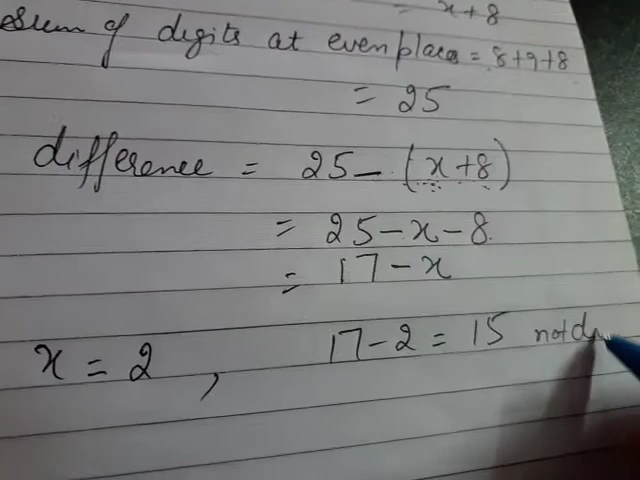 = x + 8
Sum of digits at even places = 8+9+8
= 25
difference = 25 - (x+8)
= 25 - x - 8
= 17 - x
x = 2 , 17 - 2 = 15 not